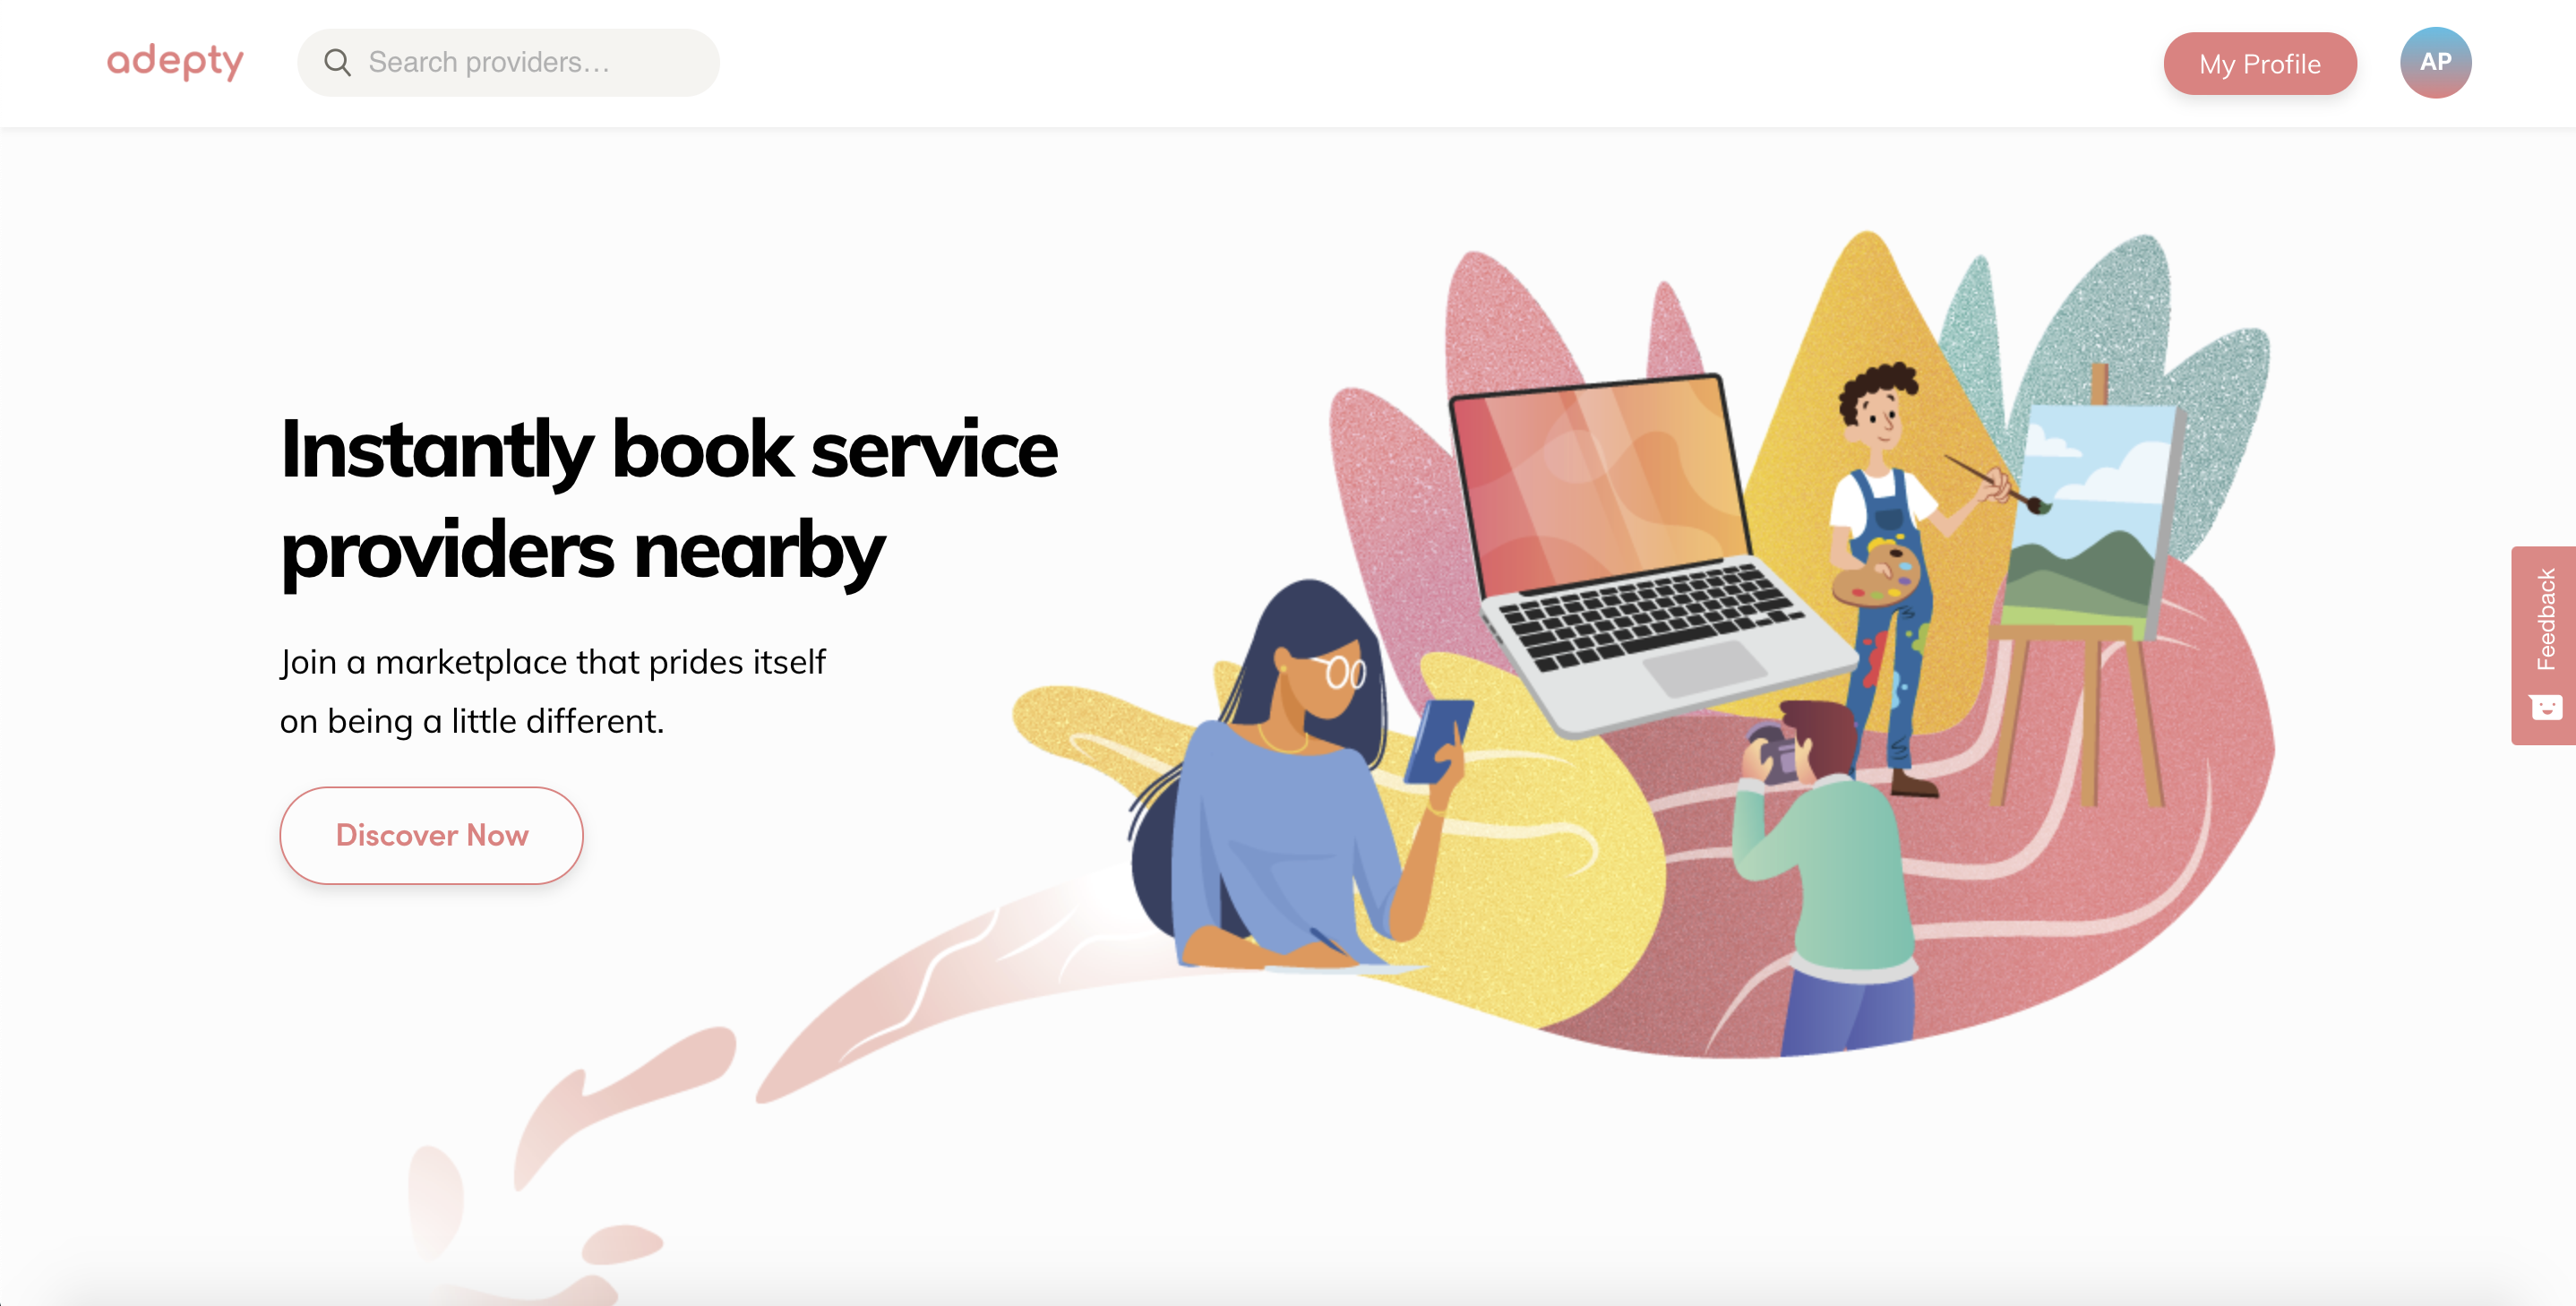 adepty
Search providers...
My Profile
AP
Instantly book service
providers nearby
Join a marketplace that prides itself
on being a little different.
Discover Now
Feedback